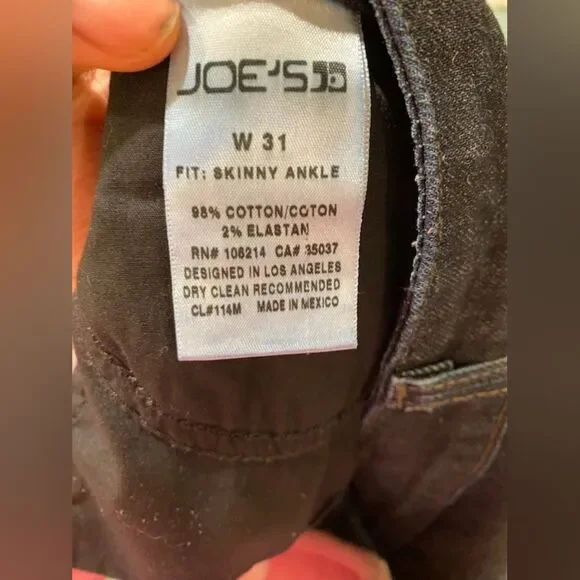 JOE'S
W 31
FIT: SKINNY ANKLE
98% COTTON/COTON
2% ELASTAN
RN# 106214 CA# 35037
DESIGNED IN LOS ANGELES
DRY CLEAN RECOMMENDED
CL#114M MADE IN MEXICO